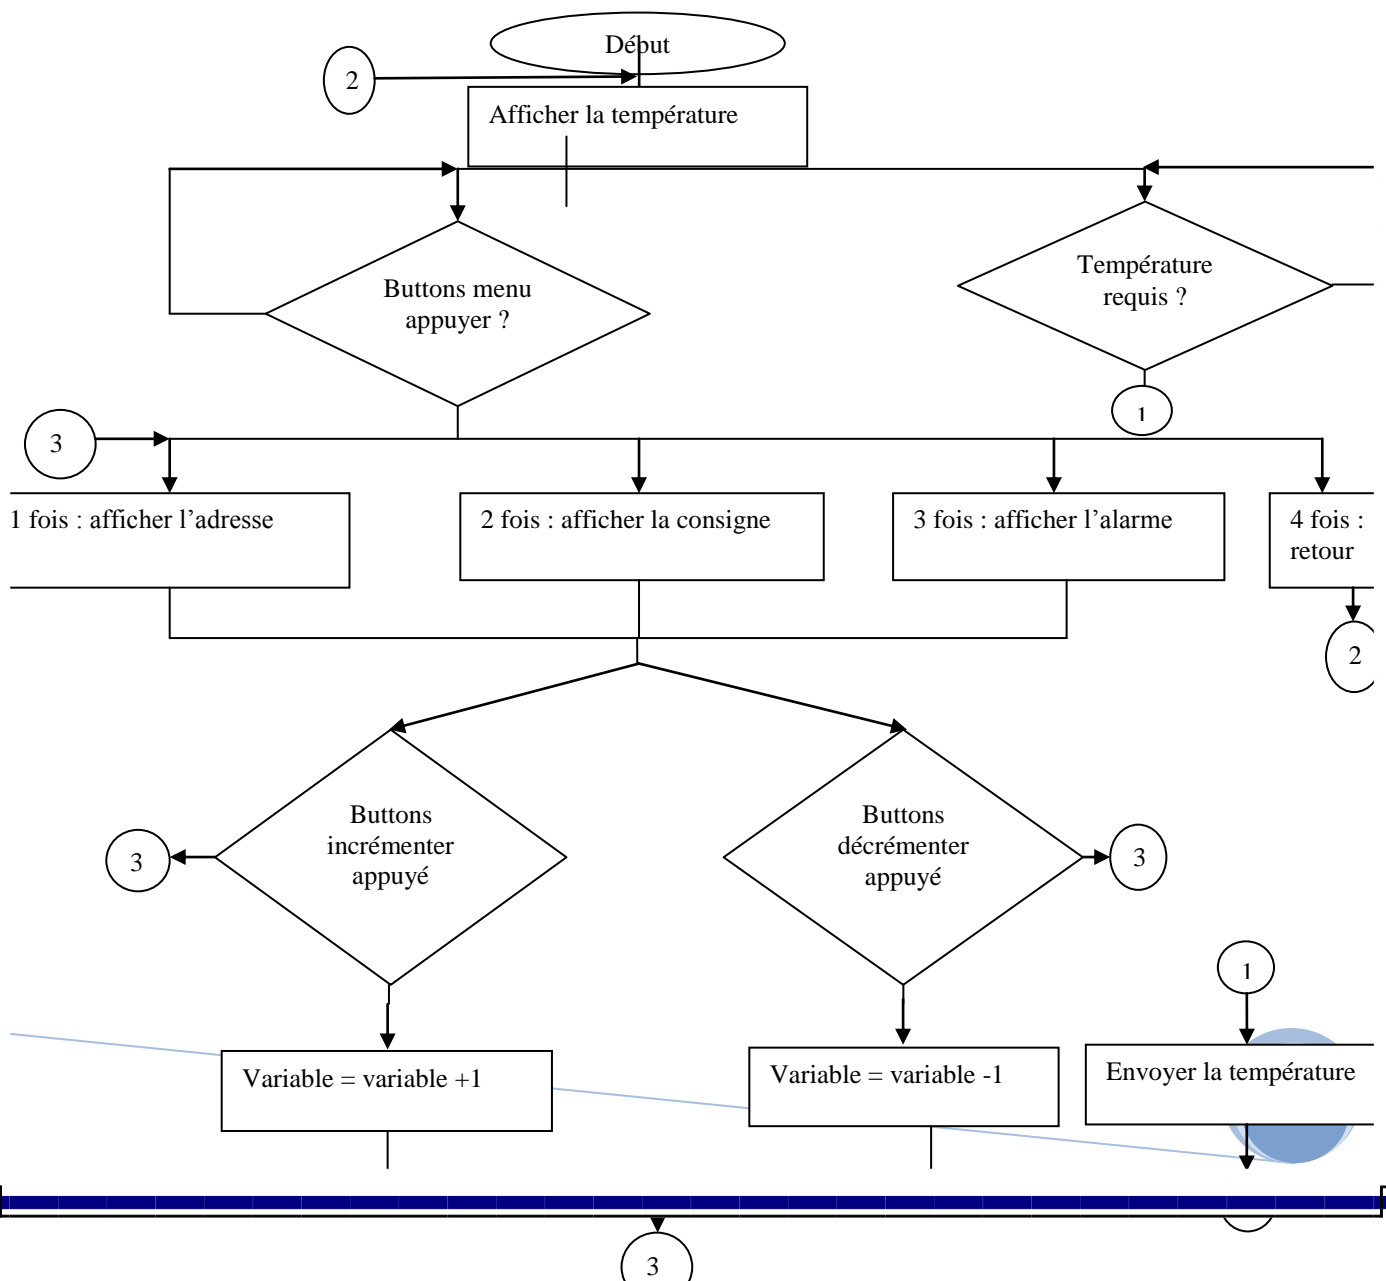 Début
2
Afficher la température
Buttons menu
appuyer ?
Température
requis ?
1
3
1 fois : afficher l’adresse
2 fois : afficher la consigne
3 fois : afficher l’alarme
4 fois :
retour
2
Buttons
incrémenter
appuyé
Buttons
décrémenter
appuyé
3
3
1
Variable = variable +1
Variable = variable -1
Envoyer la température
3